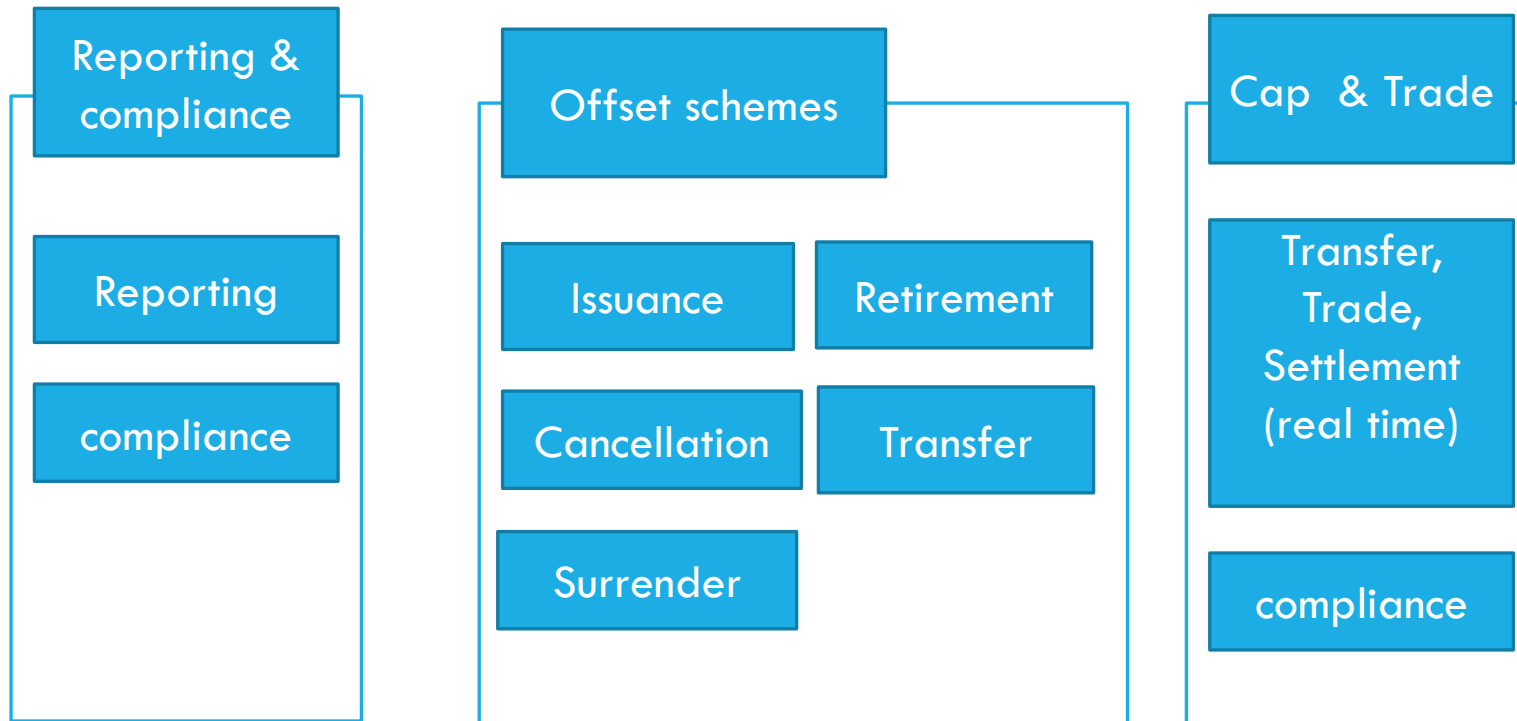 Reporting &
compliance
Reporting
compliance
Offset schemes
Issuance
Retirement
Cancellation
Transfer
Surrender
Cap & Trade
Transfer,
Trade,
Settlement
(real time)
compliance